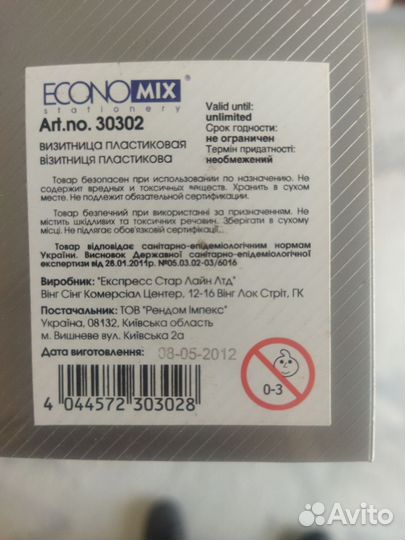 ECONOMIX®
stationery
Art.no. 30302
ВИЗИТНИЦА ПЛАСТИКОВАЯ
ВІЗИТНИЦЯ ПЛАСТИКОВА
Valid until:
unlimited
Срок годности:
не ограничен
Термін придатності:
необмежений
Товар безопасен при использовании по назначению. Не
содержит вредных и токсичных веществ. Хранить в сухом
месте. Не подлежит обязательной сертификации.
Товар безпечний при використанні за призначенням. Не
містить шкідливих та токсичних речовин. Зберігати в сухому
місці. Не підлягає обов'язковій сертифікації.
Товар відповідає санітарно-епідеміологічним нормам
України. Висновок Державної санітарно-епідеміологічної
експертизи від 28.01.2011р. №05.03.02-03/6016
Виробник: "Експресс Стар Лайн Лтд"
Вінг Сінг Комерсіал Центер, 12-16 Вінг Лок Стріт, ГК
Постачальник: ТОВ "Рендом Імпекс"
Україна, 08132, Київська область
м. Вишневе вул. Київська 2а
Дата виготовлення: 08-05-2012
0-3
4 044572 303028
Avito